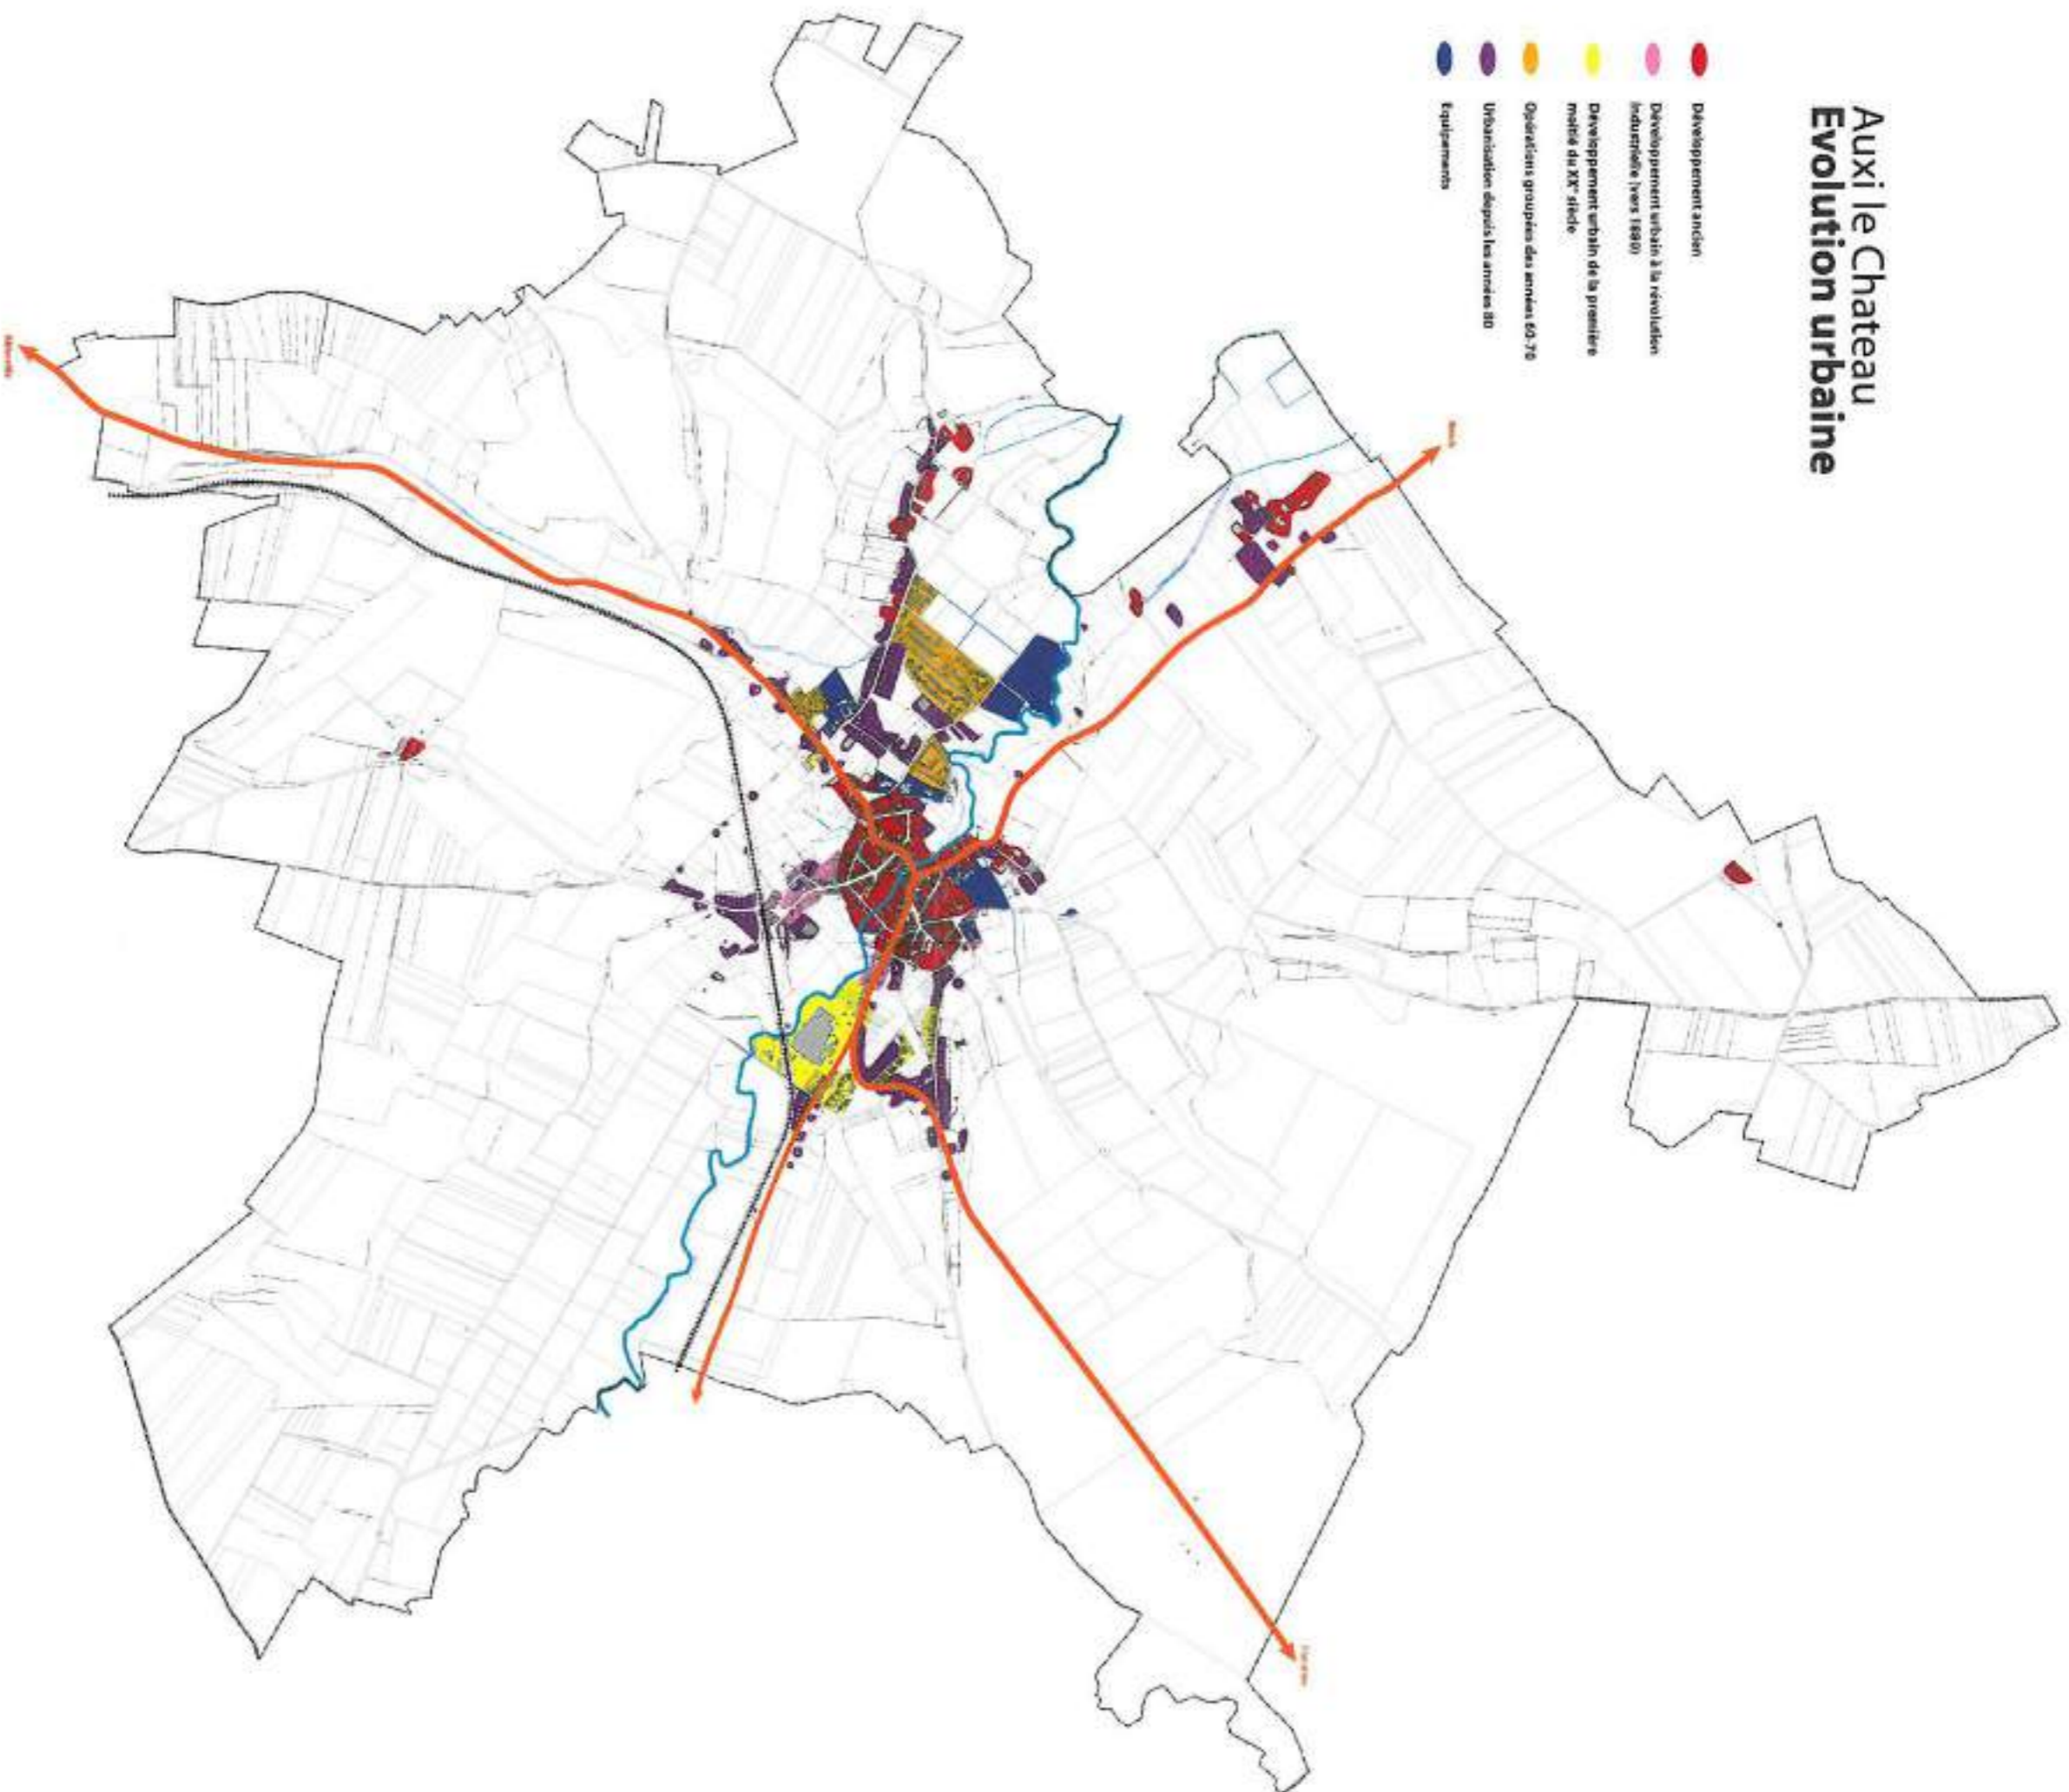 Auxi le Chateau
Evolution urbaine
Développement ancien
Développement urbain à la révolution
industrielle (vers 1880)
Développement urbain de la première
moitié du XX° siècle
Opérations groupées des années 60-70
Urbanisation depuis les années 80
Equipements